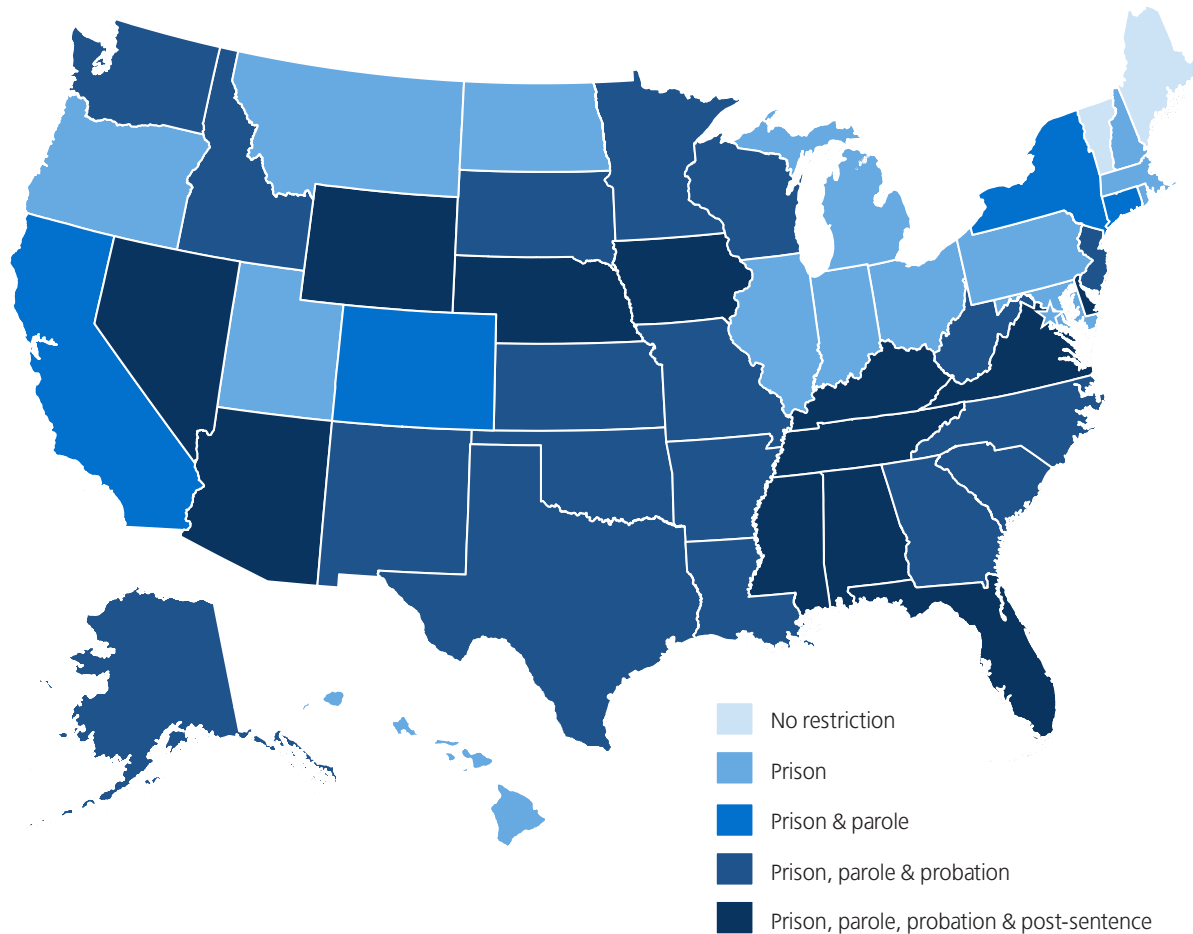 No restriction
Prison
Prison & parole
Prison, parole & probation
Prison, parole, probation & post-sentence